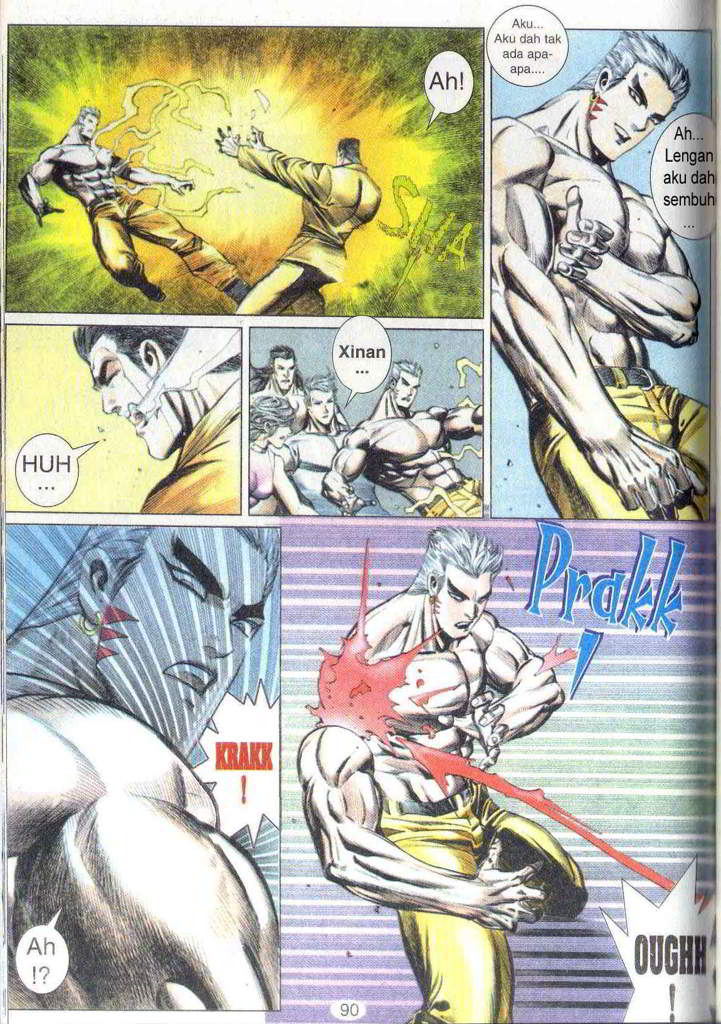 Ah!
SHA
Aku...
Aku dah tak
ada apa-
apa....
Ah...
Lengan
aku dah
sembuh
...
HUH
...
Xinan
...
KRAKK
!
Ah
!?
Prakk
!
OUGHH
!
90